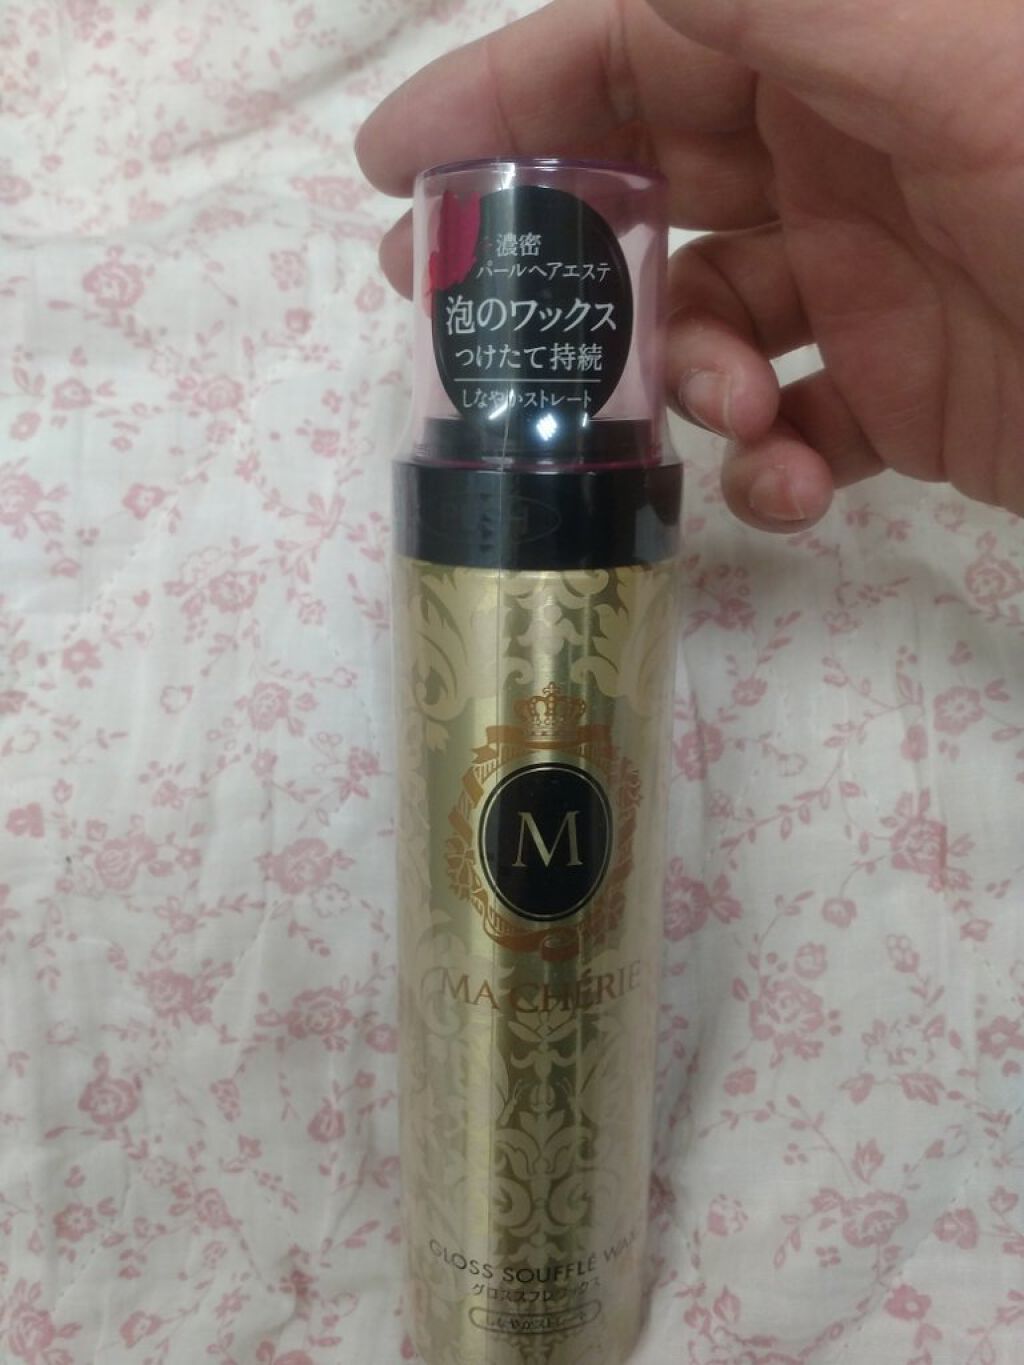 濃密
パールヘアエステ
泡のワックス
つけたて持続
しなやかストレート
PUSH
M
MA CHÉRIE
GLOSS SOUFFLÉ WAX
グロススフレワックス
しなやかストレート